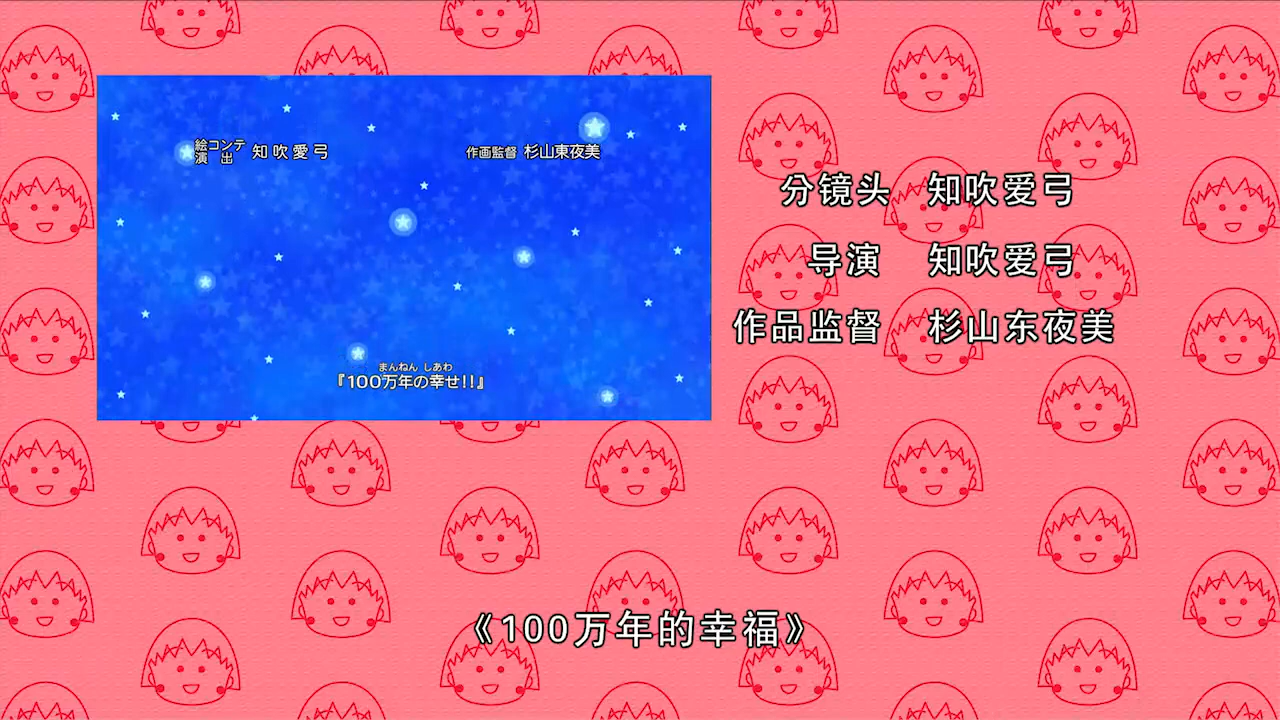 絵コンテ
演出 知吹愛弓
作画監督 杉山東夜美
まんねん しあわ
『100万年の幸せ!!』
分镜头 知吹爱弓
导演 知吹爱弓
作品监督 杉山东夜美
《100万年的幸福》